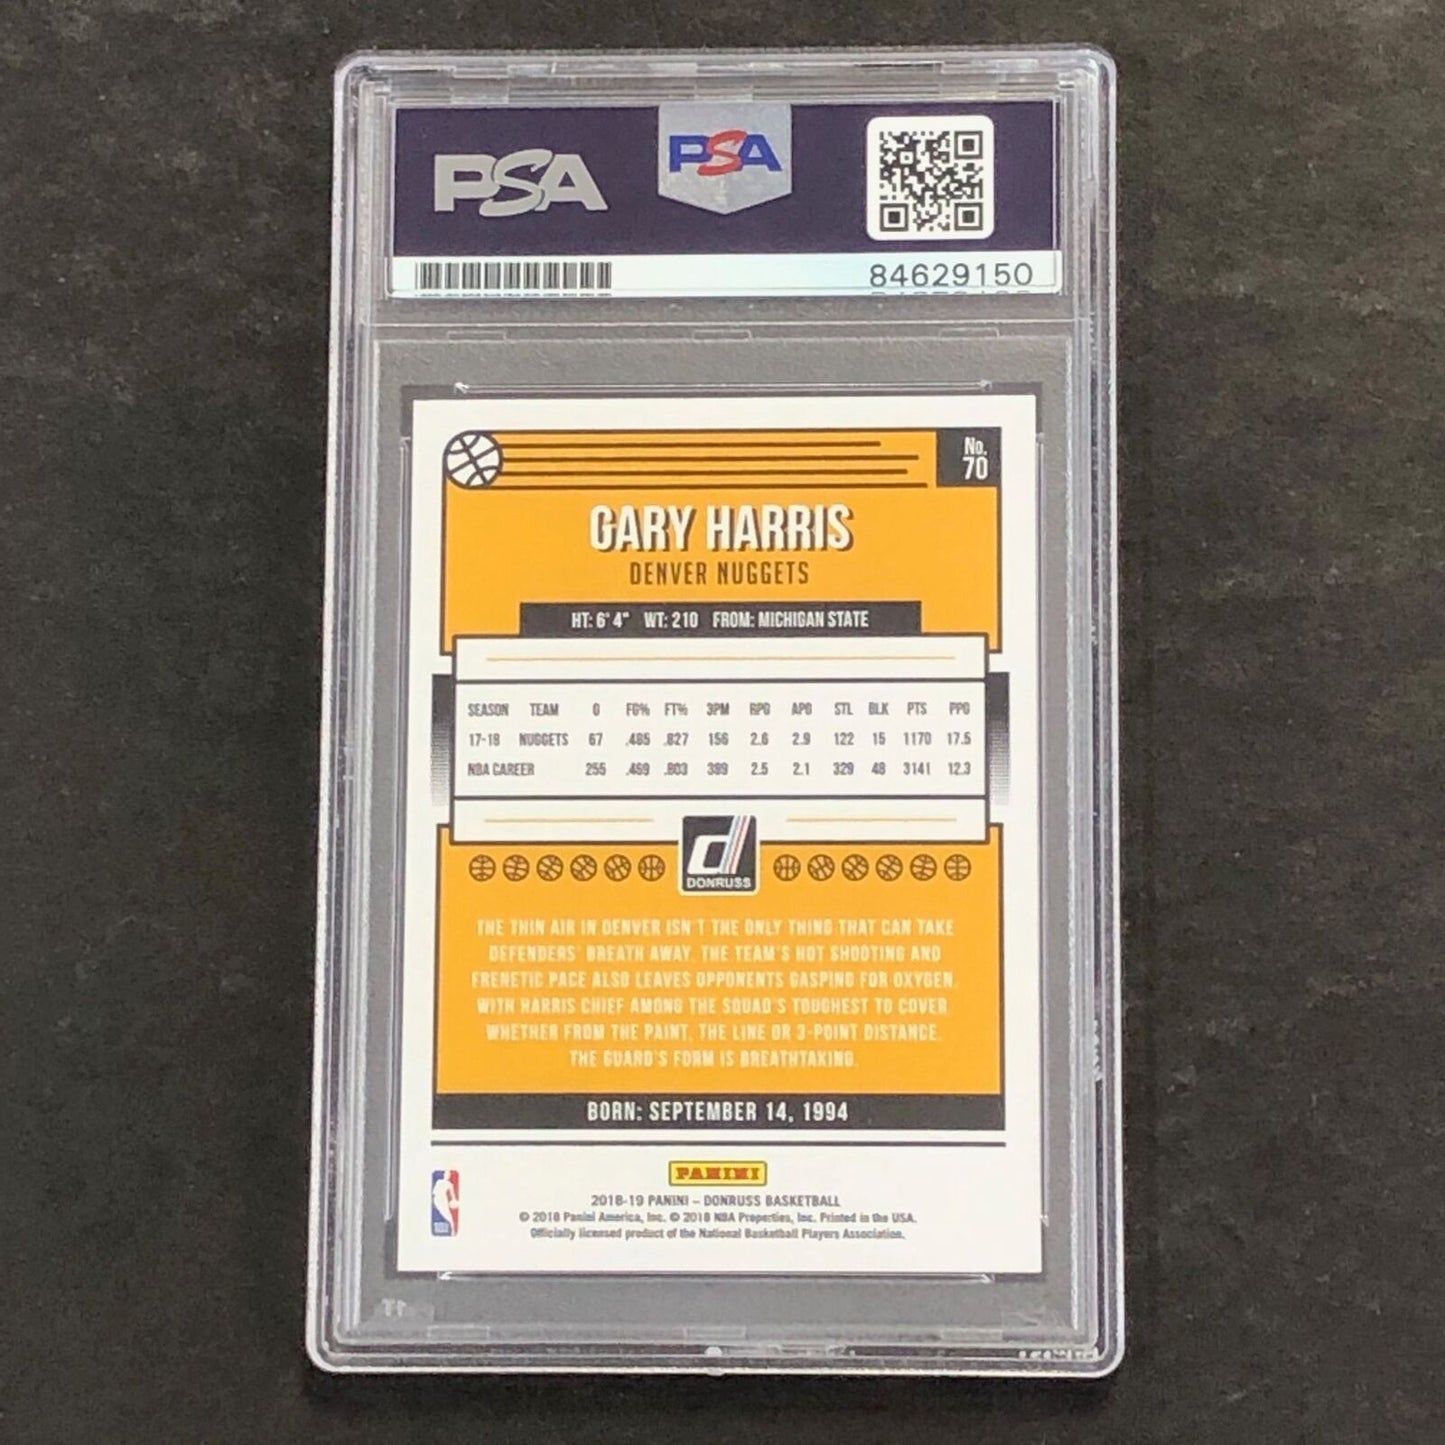 PSA PSA
84629150
No.
70
GARY HARRIS
DENVER NUGGETS
HT: 6' 4" WT: 210 FROM: MICHIGAN STATE
SEASON TEAM G FG% FT% 3PM RPG APG STL BLK PTS PPG
17-18 NUGGETS 67 .485 .827 156 2.6 2.9 122 15 1170 17.5
NBA CAREER 255 .459 .803 389 2.5 2.1 329 48 3141 12.3
d
DONRUSS
THE THIN AIR IN DENVER ISN'T THE ONLY THING THAT CAN TAKE
DEFENDERS' BREATH AWAY. THE TEAM'S HOT SHOOTING AND
FRENETIC PACE ALSO LEAVES OPPONENTS GASPING FOR OXYGEN,
WITH HARRIS CHIEF AMONG THE SQUAD'S TOUGHEST TO COVER.
WHETHER FROM THE PAINT, THE LINE OR 3-POINT DISTANCE,
THE GUARD'S FORM IS BREATHTAKING.
BORN: SEPTEMBER 14, 1994
PANINI
2018-19 PANINI – DONRUSS BASKETBALL
© 2018 Panini America, Inc. © 2018 NBA Properties, Inc. Printed in the USA.
Officially licensed product of the National Basketball Players Association.